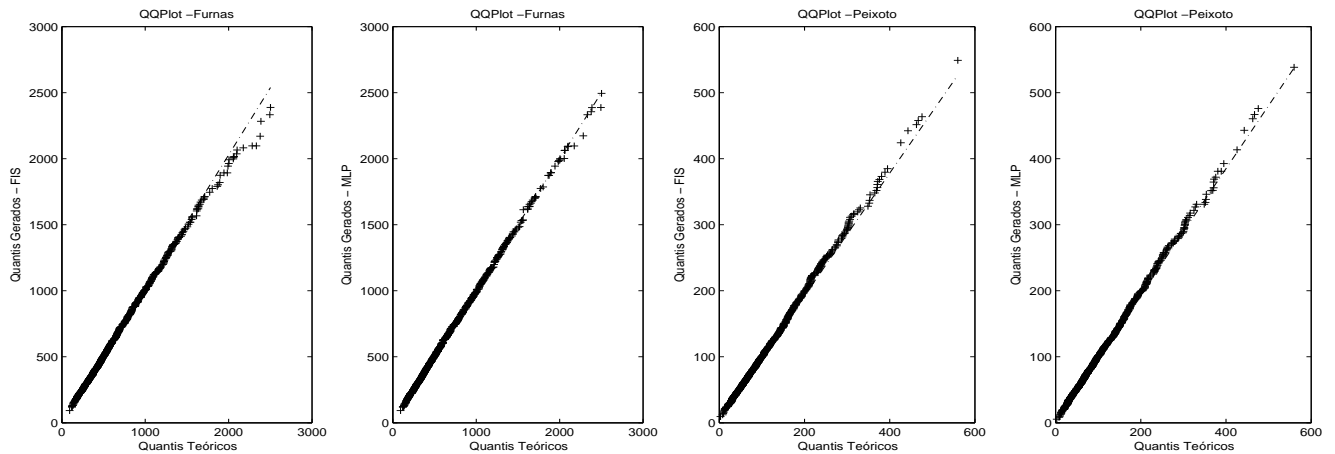 QQPlot –Furnas
3000
2500
2000
1500
1000
500
0
0 1000 2000 3000
Quantis Gerados – FIS
Quantis Teóricos
QQPlot –Furnas
3000
2500
2000
1500
1000
500
0
0 1000 2000 3000
Quantis Gerados – MLP
Quantis Teóricos
QQPlot –Peixoto
600
500
400
300
200
100
0
0 200 400 600
Quantis Gerados – FIS
Quantis Teóricos
QQPlot –Peixoto
600
500
400
300
200
100
0
0 200 400 600
Quantis Gerados – MLP
Quantis Teóricos